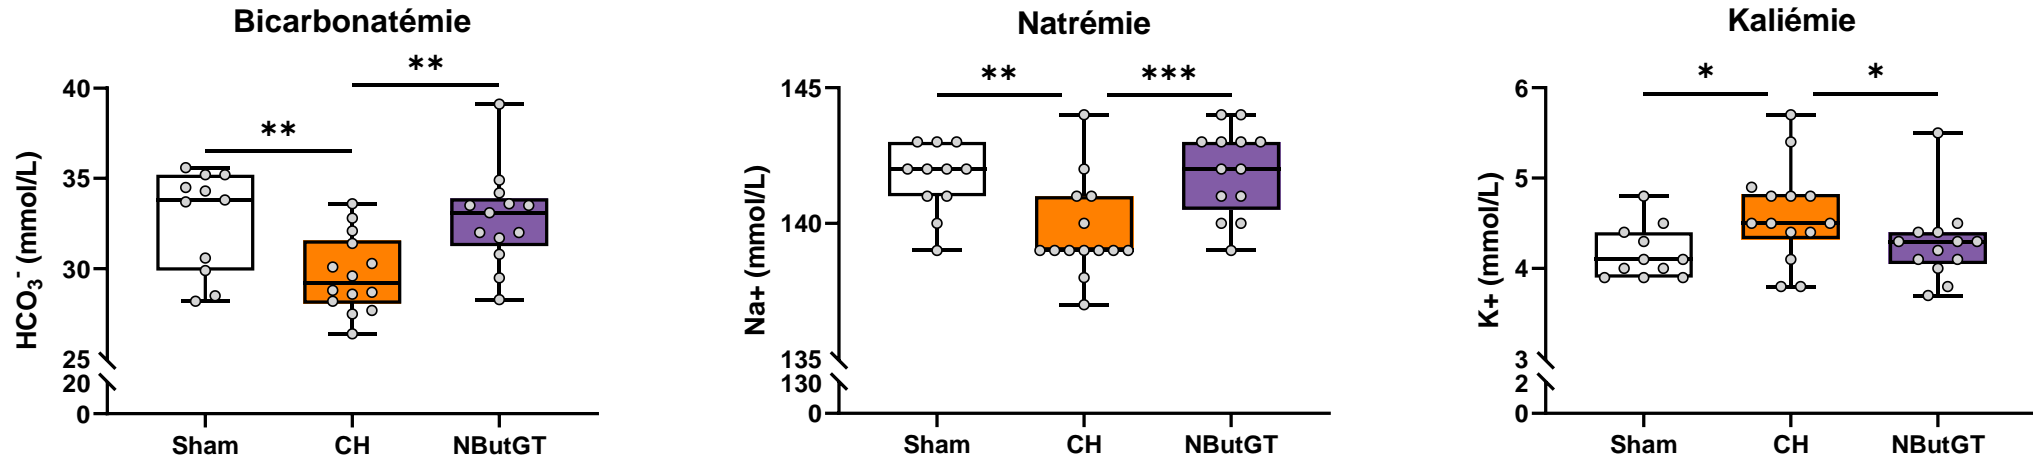 Bicarbonatémie
HCO3- (mmol/L)
**
**
40
35
30
25
20
0
Sham CH NButGT
Natrémie
Na+ (nmol/L)
**
***
145
140
135
130
0
Sham CH NButGT
Kaliémie
K+ (mmol/L)
*
*
6
5
4
3
2
0
Sham CH NButGT